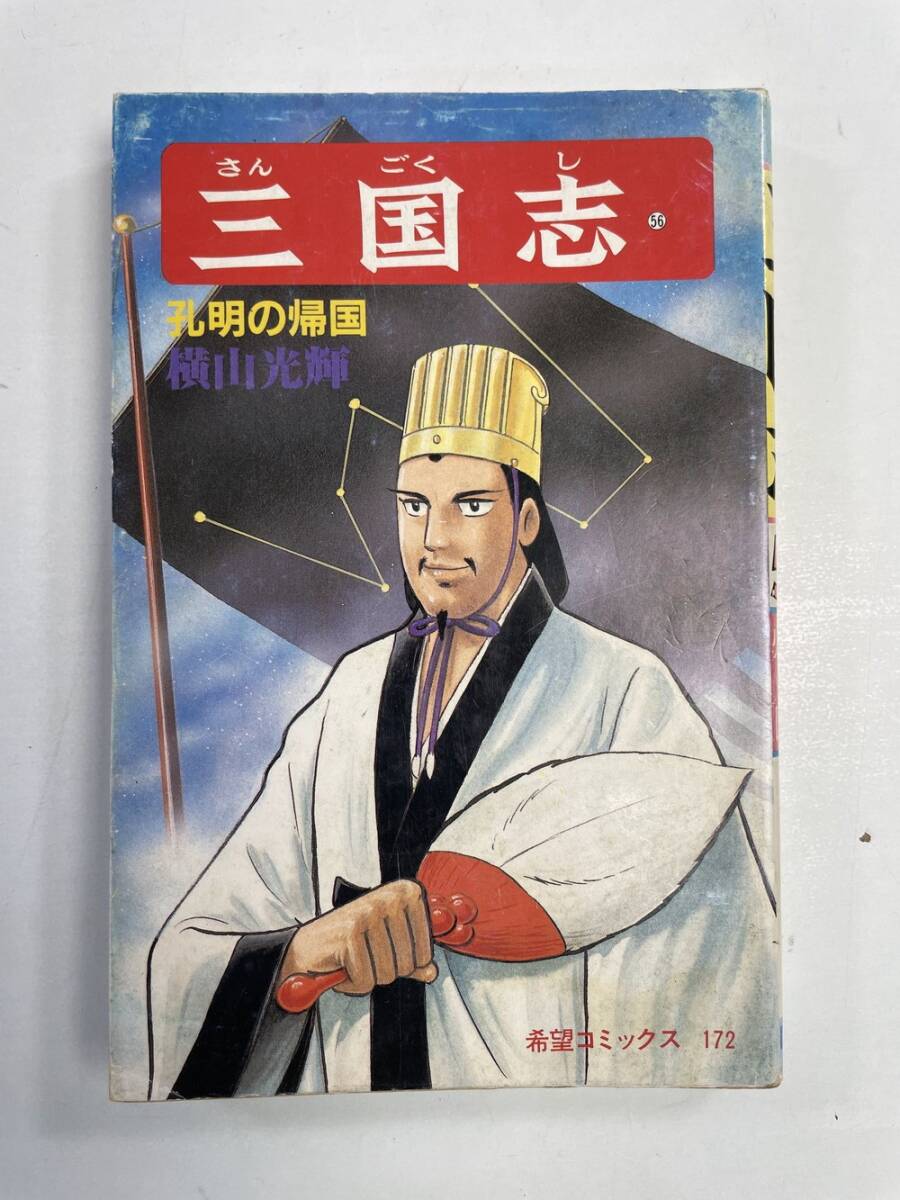 さんごくし
三国志 56
孔明の帰国
横山光輝
希望コミックス 172